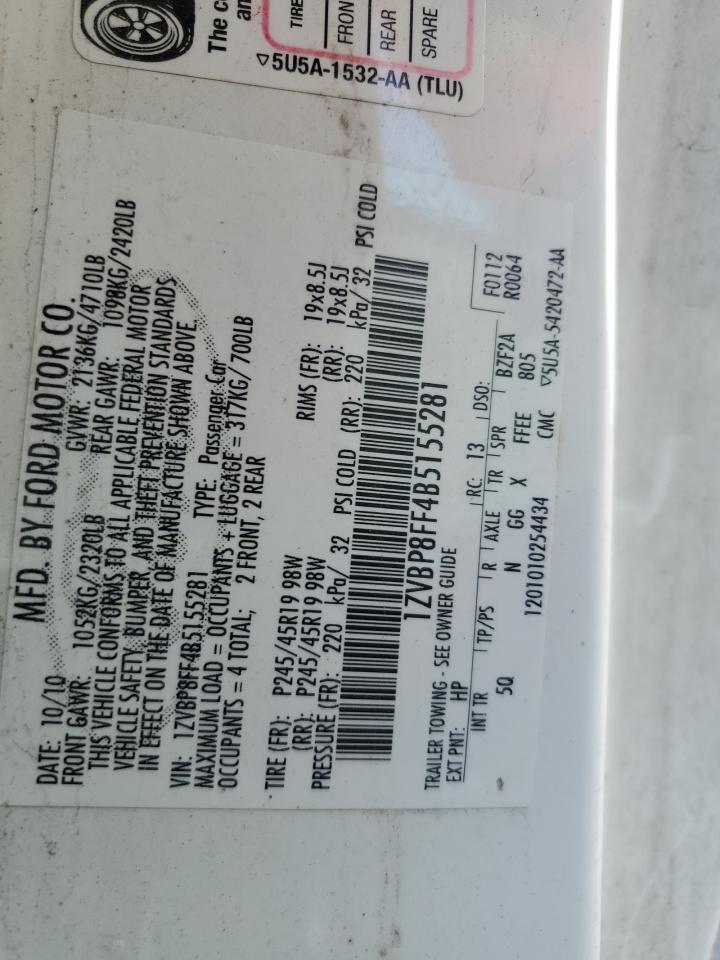 The c
an
TIRE
FRON
REAR
SPARE
▽5U5A-1532-AA (TLU)
MFD. BY FORD MOTOR CO.
DATE: 10/10 GVWR: 2136KG/4710LB
FRONT GAWR: 1052KG/2320LB REAR GAWR: 1098KG/2420LB
THIS VEHICLE CONFORMS TO ALL APPLICABLE FEDERAL MOTOR
VEHICLE SAFETY, BUMPER, AND THEFT PREVENTION STANDARDS
IN EFFECT ON THE DATE OF MANUFACTURE SHOWN ABOVE.
VIN: 1ZVBP8FF4B5155281 TYPE: Passenger Car
MAXIMUM LOAD = OCCUPANTS + LUGGAGE = 317KG/700LB
OCCUPANTS = 4 TOTAL; 2 FRONT, 2 REAR
TIRE (FR): P245/45R19 98W RIMS (FR): 19x8.5J
(RR): P245/45R19 98W (RR): 19x8.5J
PRESSURE (FR): 220 kPa/ 32 PSI COLD (RR): 220 kPa/ 32 PSI COLD
1ZVBP8FF4B5155281
TRAILER TOWING - SEE OWNER GUIDE
EXT PNT: HP RC: 13 DSO: F0112
R0064
INT TR TP/PS R AXLE TR SPR BZF2A
5Q N GG X FFEE 805
1201010254434 CMC ▽5U5A-5420472-AA